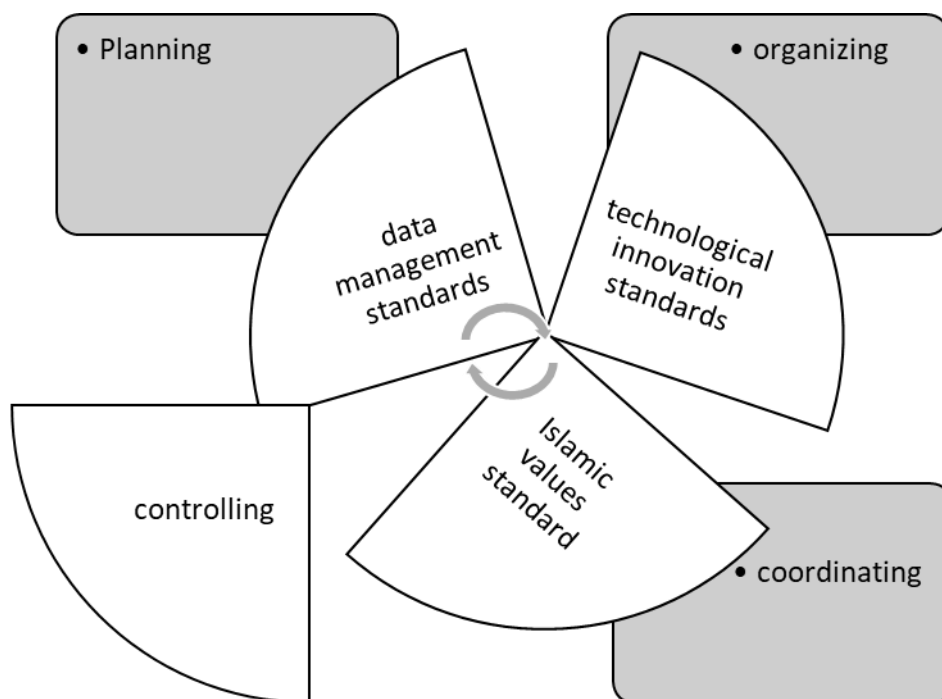 • Planning
• organizing
data
management
standards
technological
innovation
standards
Islamic
values
standard
controlling
• coordinating